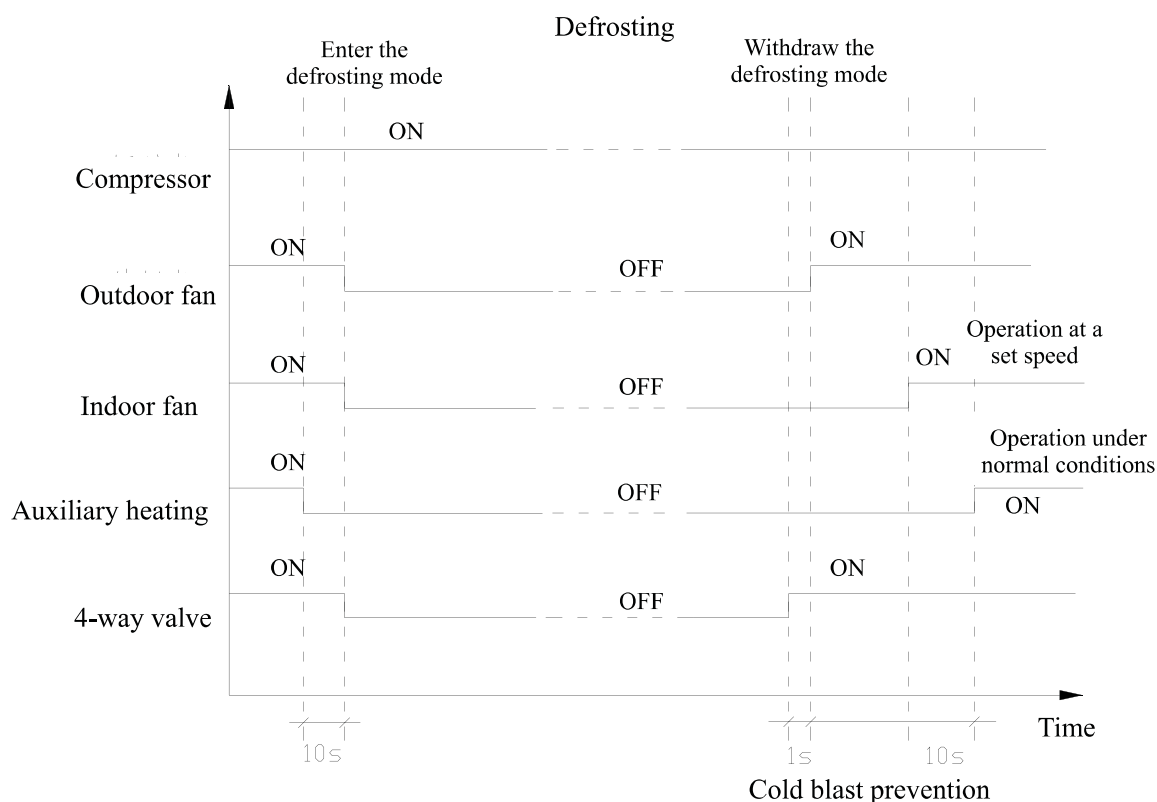 Defrosting
Enter the
defrosting mode
Withdraw the
defrosting mode
ON
Compressor
ON
OFF
ON
Outdoor fan
ON
OFF
ON
Operation at a
set speed
Indoor fan
ON
OFF
Operation under
normal conditions
ON
Auxiliary heating
ON
OFF
ON
4-way valve
Time
10s
1s
10s
Cold blast prevention